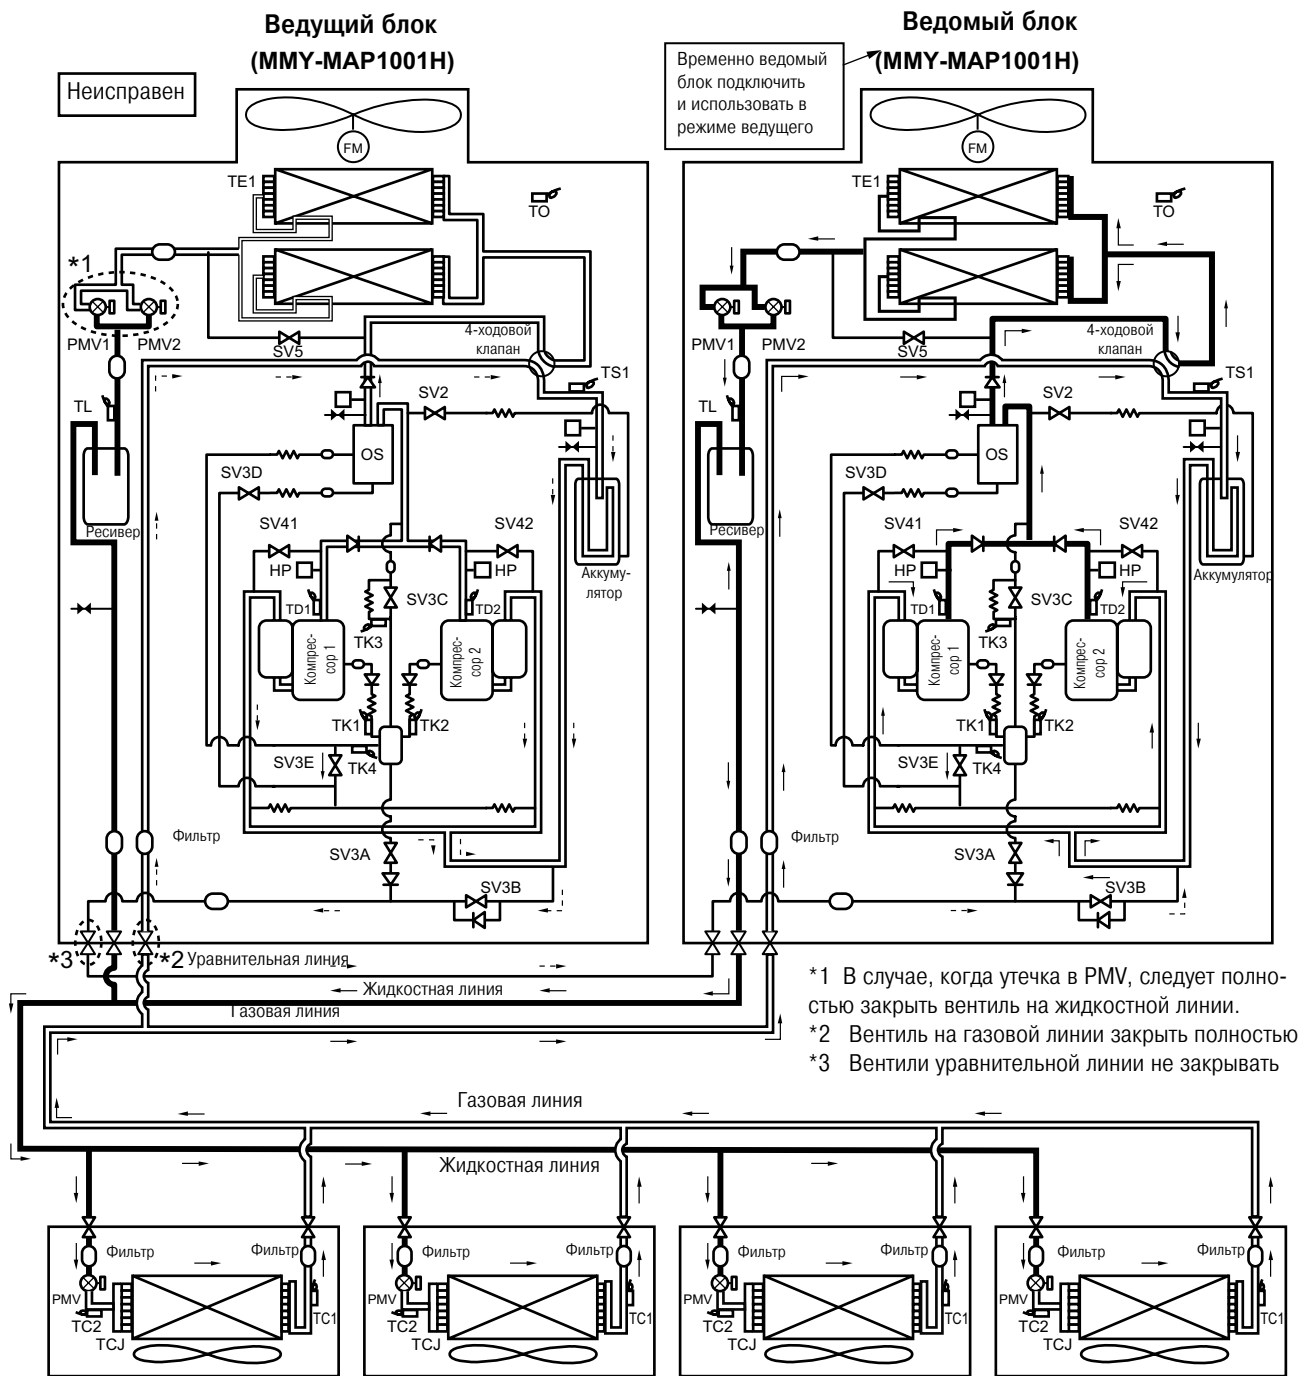 Ведущий блок
(MMY-MAP1001H)
Ведомый блок
(MMY-MAP1001H)
Неисправен
Временно ведомый
блок подключить
и использовать в
режиме ведущего
FM
TE1
TO
*1
PMV1
PMV2
SV5
4-ходовой
клапан
TS1
TL
SV2
OS
SV3D
Ресивер
SV41
SV42
HP
HP
Аккуму-
лятор
TD1
SV3C
TD2
TK3
Компрес-
сор 1
Компрес-
сор 2
TK1
TK2
SV3E
TK4
Фильтр
SV3A
SV3B
*3
*2
FM
TE1
TO
PMV1
PMV2
SV5
4-ходовой
клапан
TS1
TL
SV2
OS
SV3D
Ресивер
SV41
SV42
HP
HP
Аккумулятор
TD1
SV3C
TD2
TK3
Компрес-
сор 1
Компрес-
сор 2
TK1
TK2
SV3E
TK4
Фильтр
SV3A
SV3B
Уравнительная линия
Жидкостная линия
Газовая линия
*1 В случае, когда утечка в PMV, следует полно-
стью закрыть вентиль на жидкостной линии.
*2 Вентиль на газовой линии закрыть полностью
*3 Вентили уравнительной линии не закрывать
Газовая линия
Жидкостная линия
Фильтр
Фильтр
PMV
TC2
TCJ
TC1
Фильтр
Фильтр
PMV
TC2
TCJ
TC1
Фильтр
Фильтр
PMV
TC2
TCJ
TC1
Фильтр
Фильтр
PMV
TC2
TCJ
TC1